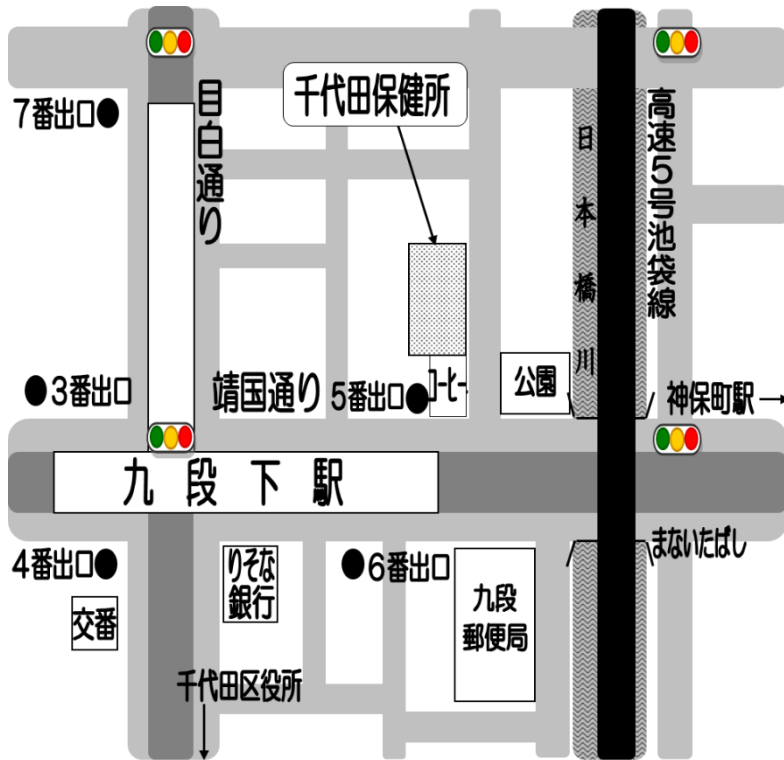 7番出口
目白通り
千代田保健所
日本橋川
高速5号池袋線
3番出口
靖国通り
5番出口
コーヒー
公園
神保町駅
九段下駅
まないたばし
4番出口
交番
りそな
銀行
6番出口
九段
郵便局
千代田区役所